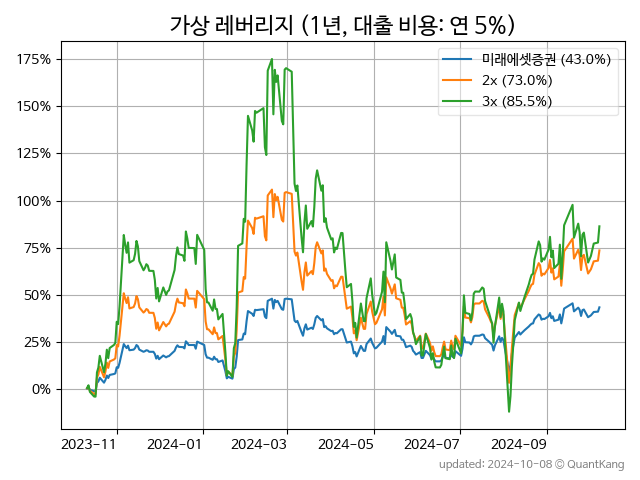 가상 레버리지 (1년, 대출 비용: 연 5%)
미래에셋증권 (43.0%)
2x (73.0%)
3x (85.5%)
175%
150%
125%
100%
75%
50%
25%
0%
2023-11
2024-01
2024-03
2024-05
2024-07
2024-09
updated: 2024-10-08 © QuantKang